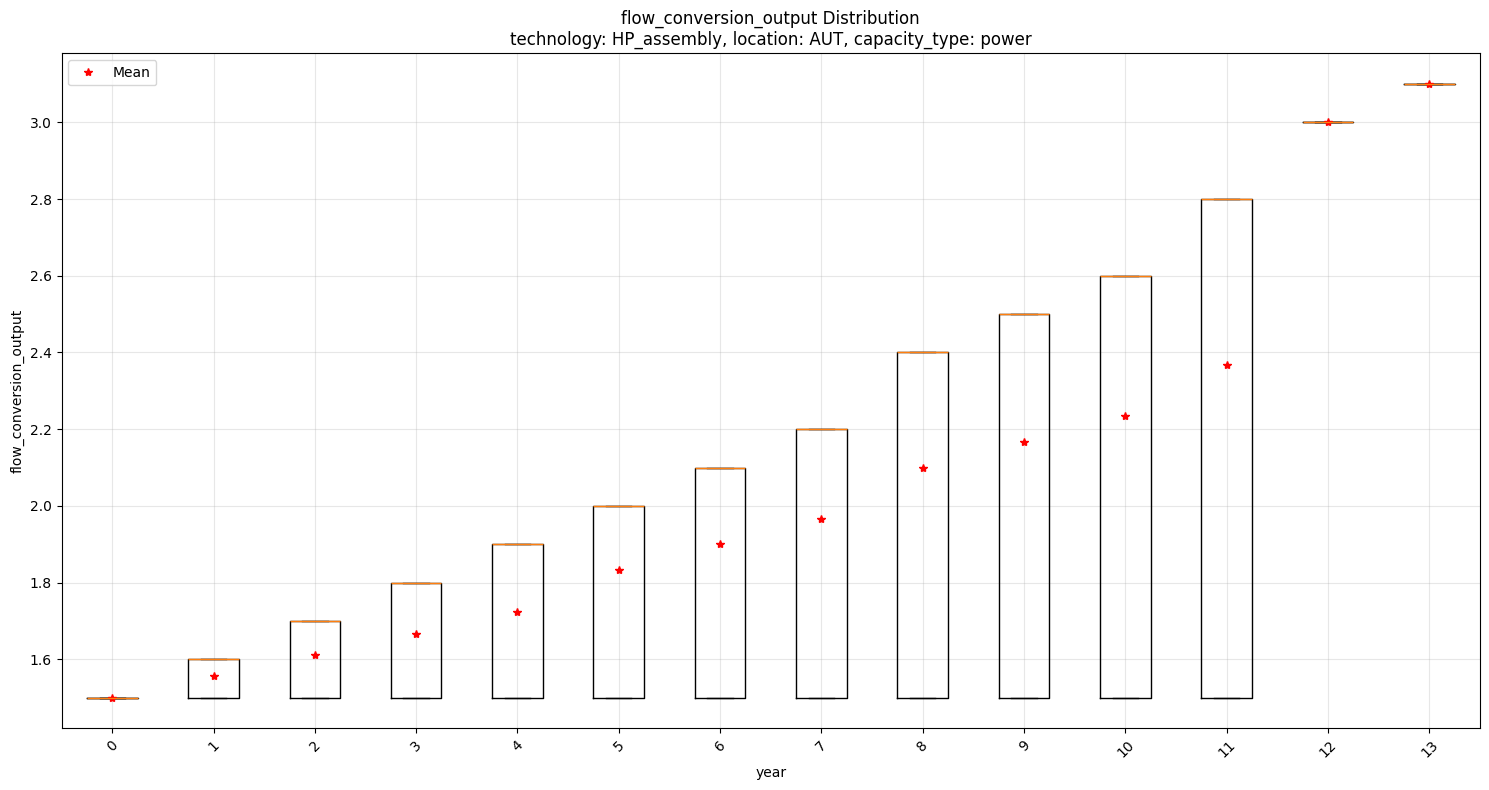 flow_conversion_output Distribution
technology: HP_assembly, location: AUT, capacity_type: power
Mean
flow_conversion_output
3.0
2.8
2.6
2.4
2.2
2.0
1.8
1.6
0 1 2 3 4 5 6 7 8 9 10 11 12 13
year